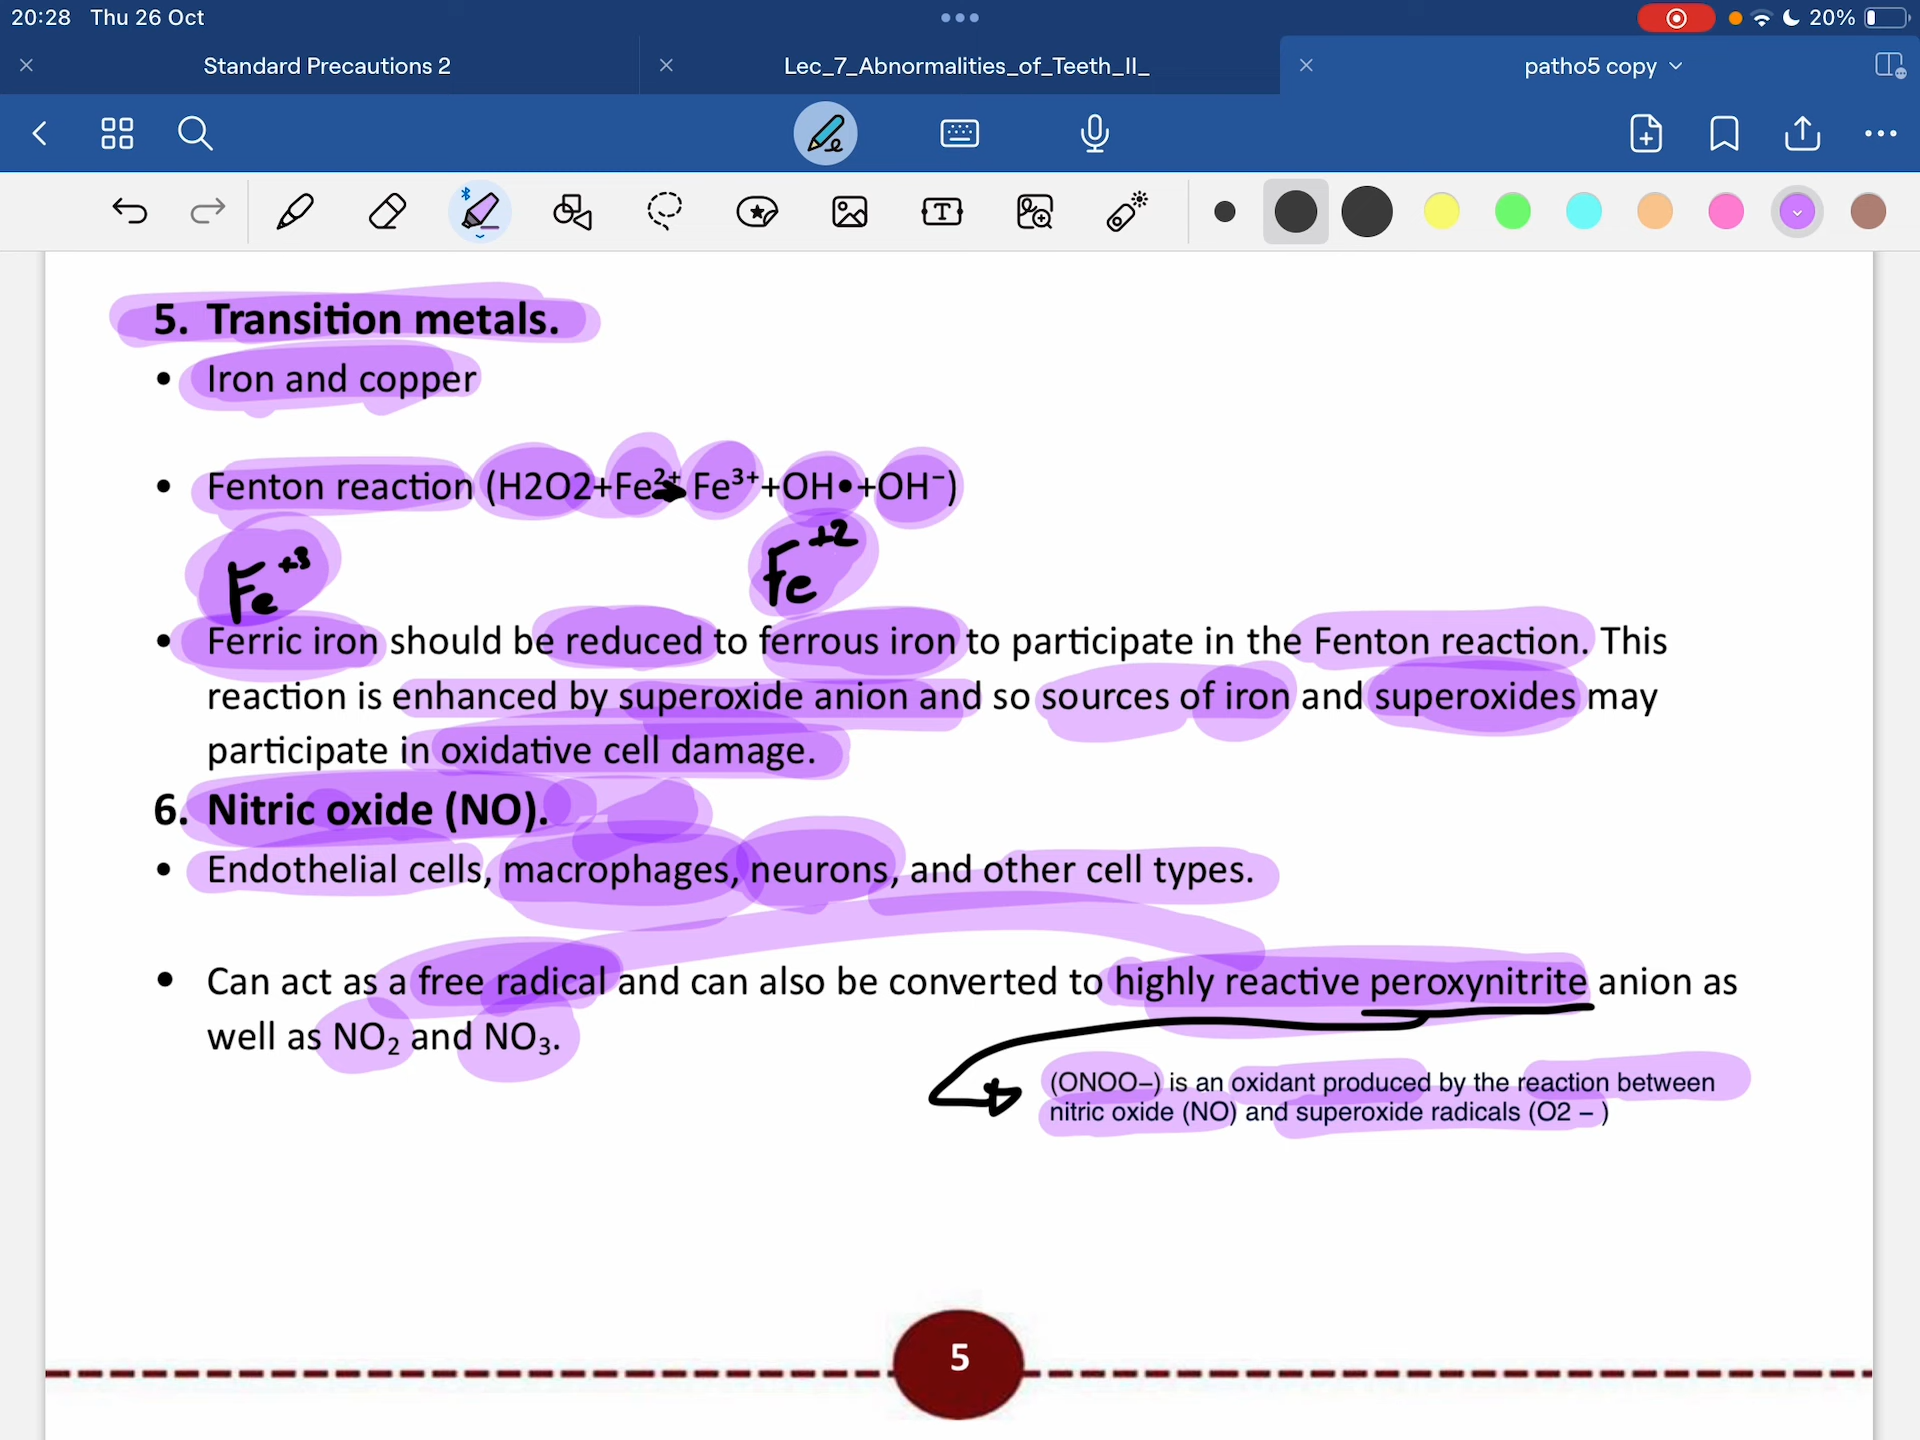 20:28 Thu 26 Oct
20%
Standard Precautions 2
Lec_7_Abnormalities_of_Teeth_II_
patho5 copy
5. Transition metals.
• Iron and copper
• Fenton reaction (H2O2+Fe²⁺ Fe³⁺+OH•+OH⁻)
Fe⁺³ Fe⁺²
• Ferric iron should be reduced to ferrous iron to participate in the Fenton reaction. This
reaction is enhanced by superoxide anion and so sources of iron and superoxides may
participate in oxidative cell damage.
6. Nitric oxide (NO).
• Endothelial cells, macrophages, neurons, and other cell types.
• Can act as a free radical and can also be converted to highly reactive peroxynitrite anion as
well as NO₂ and NO₃.
(ONOO–) is an oxidant produced by the reaction between
nitric oxide (NO) and superoxide radicals (O2 – )
5